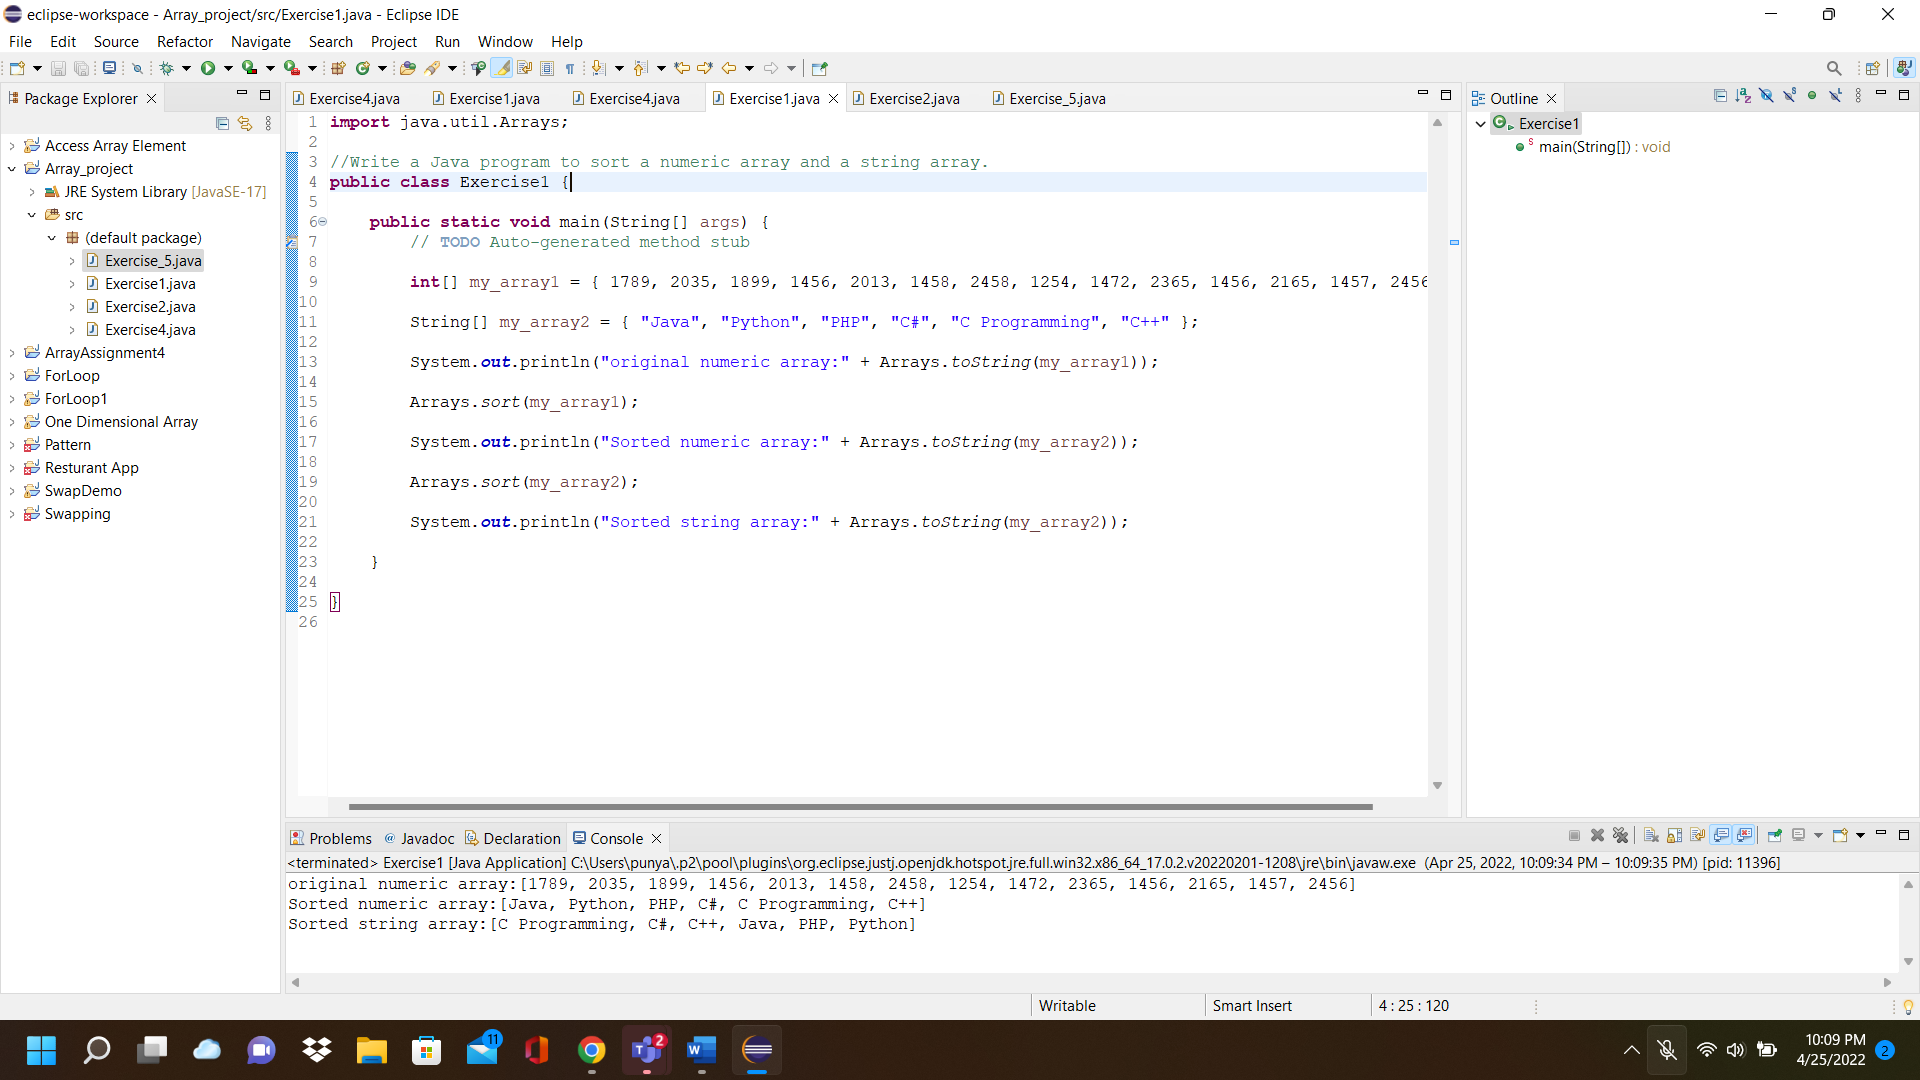 eclipse-workspace - Array_project/src/Exercise1.java - Eclipse IDE
File Edit Source Refactor Navigate Search Project Run Window Help
Package Explorer
Access Array Element
Array_project
JRE System Library [JavaSE-17]
src
(default package)
Exercise_5.java
Exercise1.java
Exercise2.java
Exercise4.java
ArrayAssignment4
ForLoop
ForLoop1
One Dimensional Array
Pattern
Resturant App
SwapDemo
Swapping
Exercise4.java Exercise1.java Exercise4.java Exercise1.java Exercise2.java Exercise_5.java
1 import java.util.Arrays;
2
3 //Write a Java program to sort a numeric array and a string array.
4 public class Exercise1 {
5
6 public static void main(String[] args) {
7 // TODO Auto-generated method stub
8
9 int[] my_array1 = { 1789, 2035, 1899, 1456, 2013, 1458, 2458, 1254, 1472, 2365, 1456, 2165, 1457, 2456
10
11 String[] my_array2 = { "Java", "Python", "PHP", "C#", "C Programming", "C++" };
12
13 System.out.println("original numeric array:" + Arrays.toString(my_array1));
14
15 Arrays.sort(my_array1);
16
17 System.out.println("Sorted numeric array:" + Arrays.toString(my_array2));
18
19 Arrays.sort(my_array2);
20
21 System.out.println("Sorted string array:" + Arrays.toString(my_array2));
22
23 }
24
25 }
26
Outline
Exercise1
main(String[]) : void
Problems @ Javadoc Declaration Console
<terminated> Exercise1 [Java Application] C:\Users\punya\.p2\pool\plugins\org.eclipse.justj.openjdk.hotspot.jre.full.win32.x86_64_17.0.2.v20220201-1208\jre\bin\javaw.exe (Apr 25, 2022, 10:09:34 PM – 10:09:35 PM) [pid: 11396]
original numeric array:[1789, 2035, 1899, 1456, 2013, 1458, 2458, 1254, 1472, 2365, 1456, 2165, 1457, 2456]
Sorted numeric array:[Java, Python, PHP, C#, C Programming, C++]
Sorted string array:[C Programming, C#, C++, Java, PHP, Python]
Writable Smart Insert 4 : 25 : 120
11 2
10:09 PM
4/25/2022
2